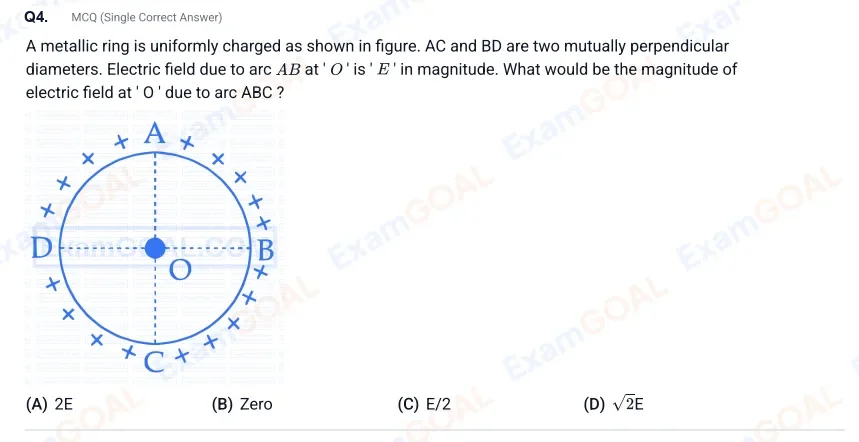 Q4. MCQ (Single Correct Answer)
A metallic ring is uniformly charged as shown in figure. AC and BD are two mutually perpendicular
diameters. Electric field due to arc AB at ' O ' is ' E ' in magnitude. What would be the magnitude of
electric field at ' O ' due to arc ABC ?
A
D
B
O
C
(A) 2E (B) Zero (C) E/2 (D) √2E
ExamGOAL